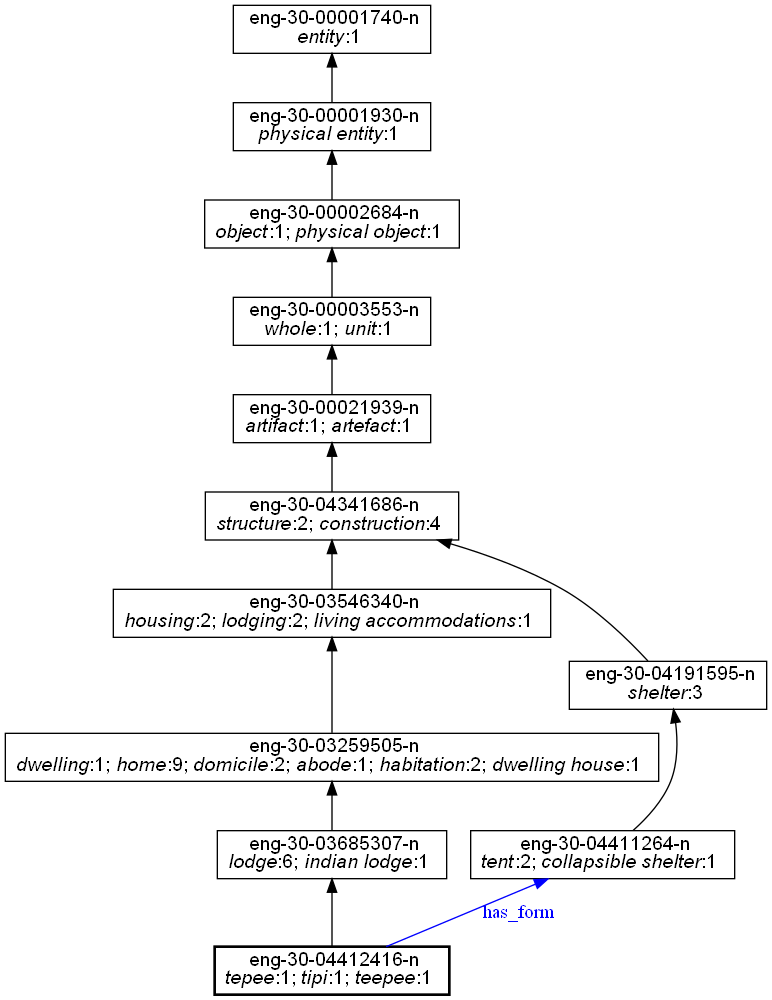 eng-30-00001740-n
entity:1
eng-30-00001930-n
physical entity:1
eng-30-00002684-n
object:1; physical object:1
eng-30-00003553-n
whole:1; unit:1
eng-30-00021939-n
artifact:1; artefact:1
eng-30-04341686-n
structure:2; construction:4
eng-30-03546340-n
housing:2; lodging:2; living accommodations:1
eng-30-04191595-n
shelter:3
eng-30-03259505-n
dwelling:1; home:9; domicile:2; abode:1; habitation:2; dwelling house:1
eng-30-03685307-n
lodge:6; indian lodge:1
eng-30-04411264-n
tent:2; collapsible shelter:1
has_form
eng-30-04412416-n
tepee:1; tipi:1; teepee:1